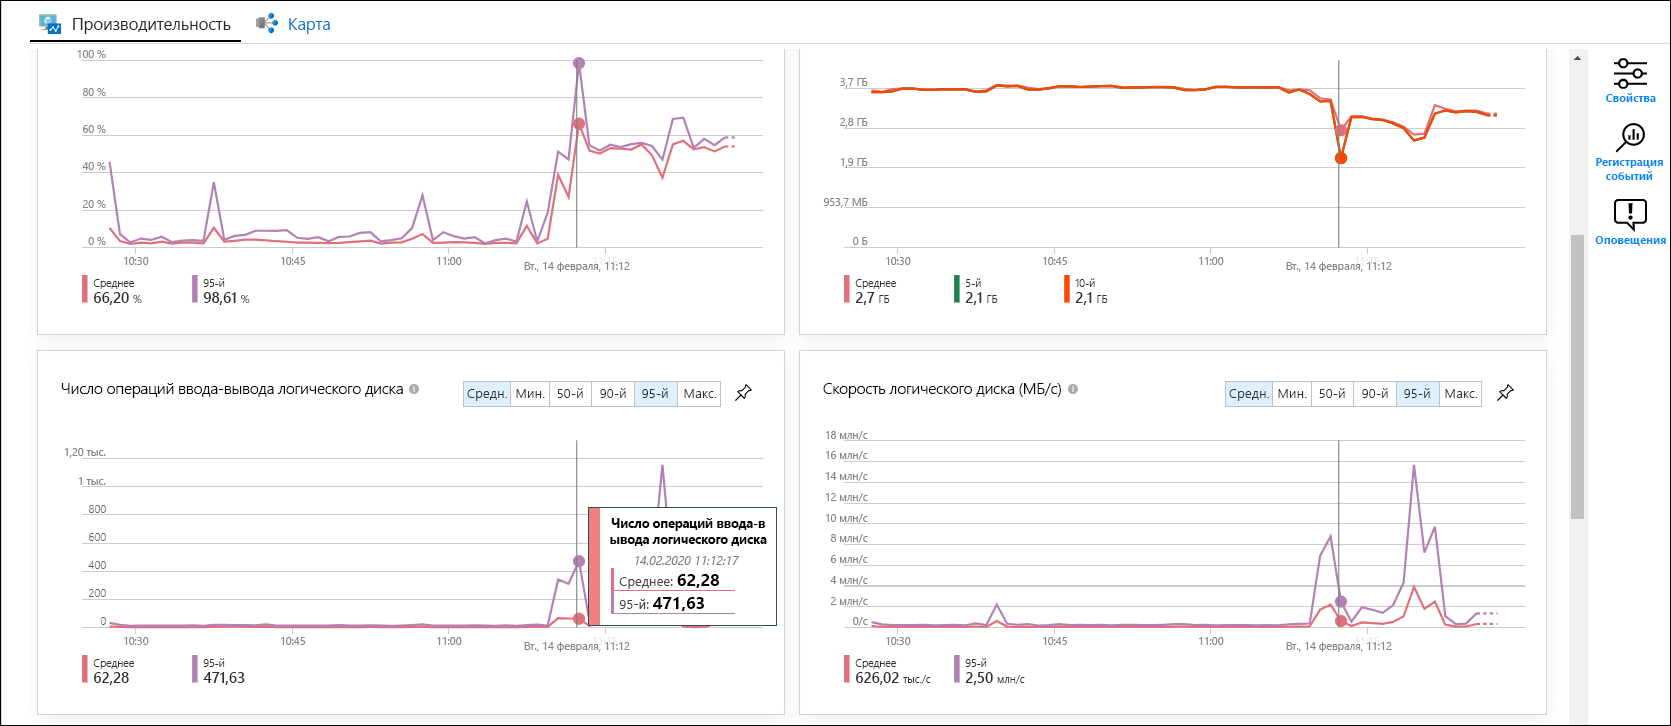 Производительность
Карта
100 %
80 %
60 %
40 %
20 %
0 %
10:30
10:45
11:00
Вт., 14 февраля, 11:12
Среднее
66,20 %
95-й
98,61 %
3,7 ГБ
2,8 ГБ
1,9 ГБ
953,7 МБ
0 Б
10:30
10:45
11:00
Вт., 14 февраля, 11:12
Среднее
2,7 ГБ
5-й
2,1 ГБ
10-й
2,1 ГБ
Свойства
Регистрация
событий
Оповещения
Число операций ввода-вывода логического диска
Средн. Мин. 50-й 90-й 95-й Макс.
1,20 тыс.
1 тыс.
800
600
400
200
0
10:30
10:45
11:00
Вт., 14 февраля, 11:12
Число операций ввода-в
ывода логического диска
14.02.2020 11:12:17
Среднее: 62,28
95-й: 471,63
Среднее
62,28
95-й
471,63
Скорость логического диска (МБ/с)
Средн. Мин. 50-й 90-й 95-й Макс.
18 млн/с
16 млн/с
14 млн/с
12 млн/с
10 млн/с
8 млн/с
6 млн/с
4 млн/с
2 млн/с
0/с
10:30
10:45
11:00
Вт., 14 февраля, 11:12
Среднее
626,02 тыс./с
95-й
2,50 млн/с